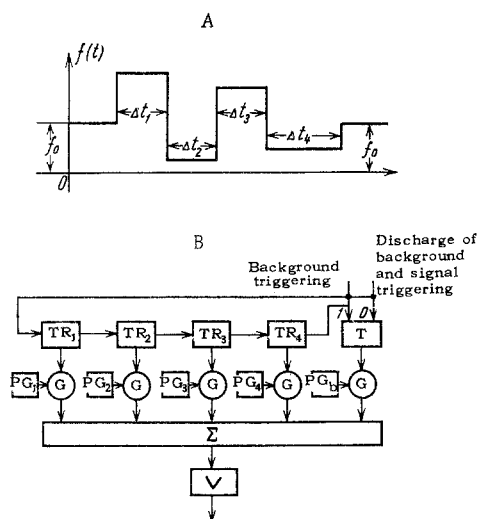 A
f(t)
Δt₁ Δt₃
Δt₂ Δt₄
f₀ f₀
0
B
Discharge of
background
and signal
triggering
Background
triggering
1 0
TR₁ TR₂ TR₃ TR₄ T
PG₁ G PG₂ G PG₃ G PG₄ G PG_b G
Σ
V